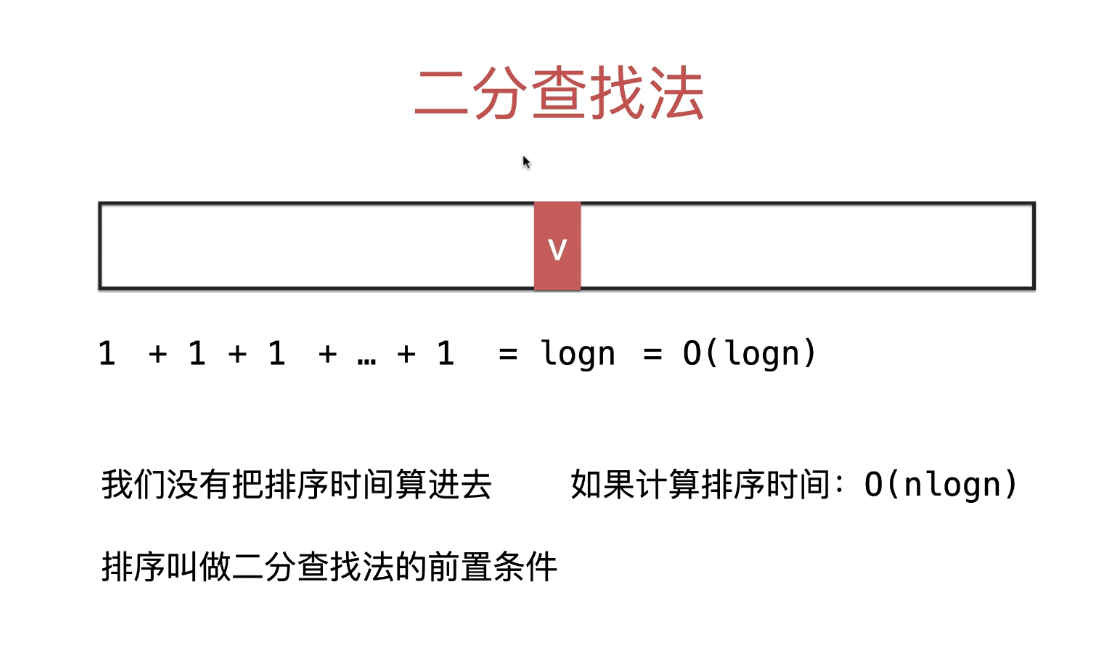 二分查找法
v
1 + 1 + 1 + … + 1 = logn = O(logn)
我们没有把排序时间算进去 如果计算排序时间：O(nlogn)
排序叫做二分查找法的前置条件